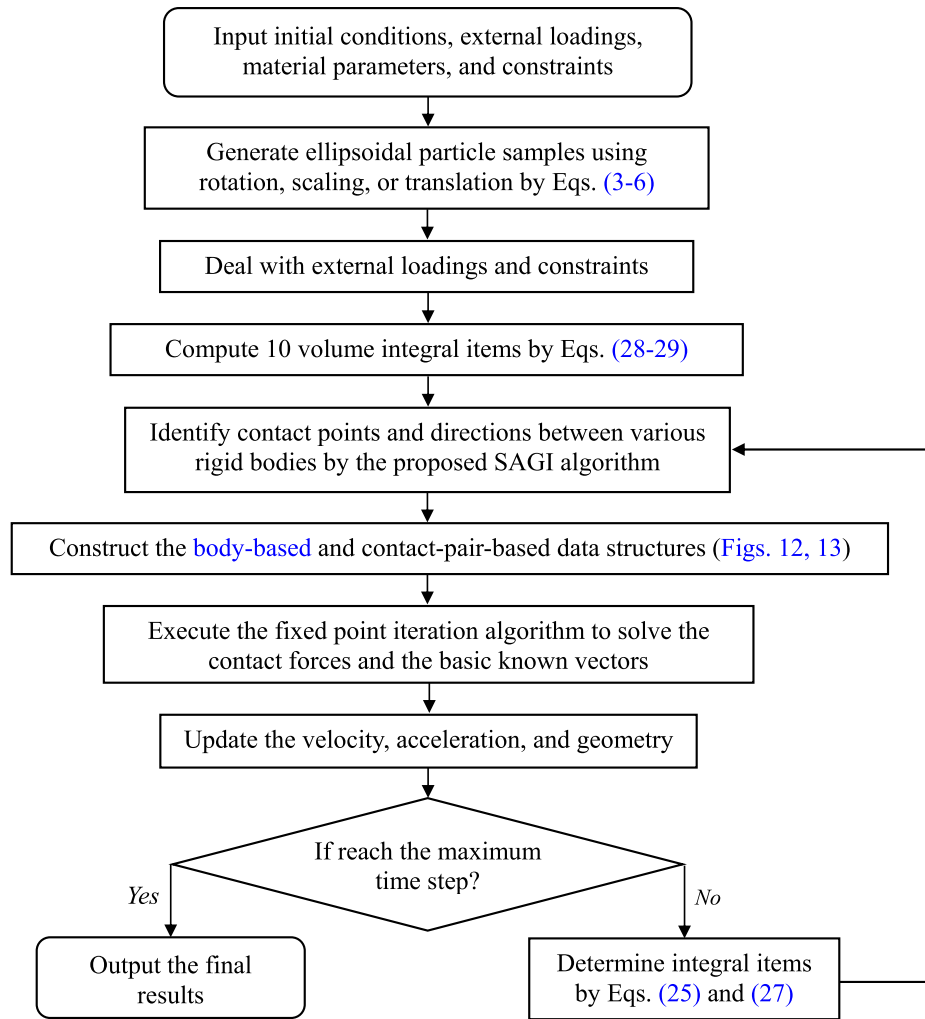 Input initial conditions, external loadings,
material parameters, and constraints
Generate ellipsoidal particle samples using
rotation, scaling, or translation by Eqs. (3-6)
Deal with external loadings and constraints
Compute 10 volume integral items by Eqs. (28-29)
Identify contact points and directions between various
rigid bodies by the proposed SAGI algorithm
Construct the body-based and contact-pair-based data structures (Figs. 12, 13)
Execute the fixed point iteration algorithm to solve the
contact forces and the basic known vectors
Update the velocity, acceleration, and geometry
If reach the maximum
time step?
Yes
No
Output the final
results
Determine integral items
by Eqs. (25) and (27)